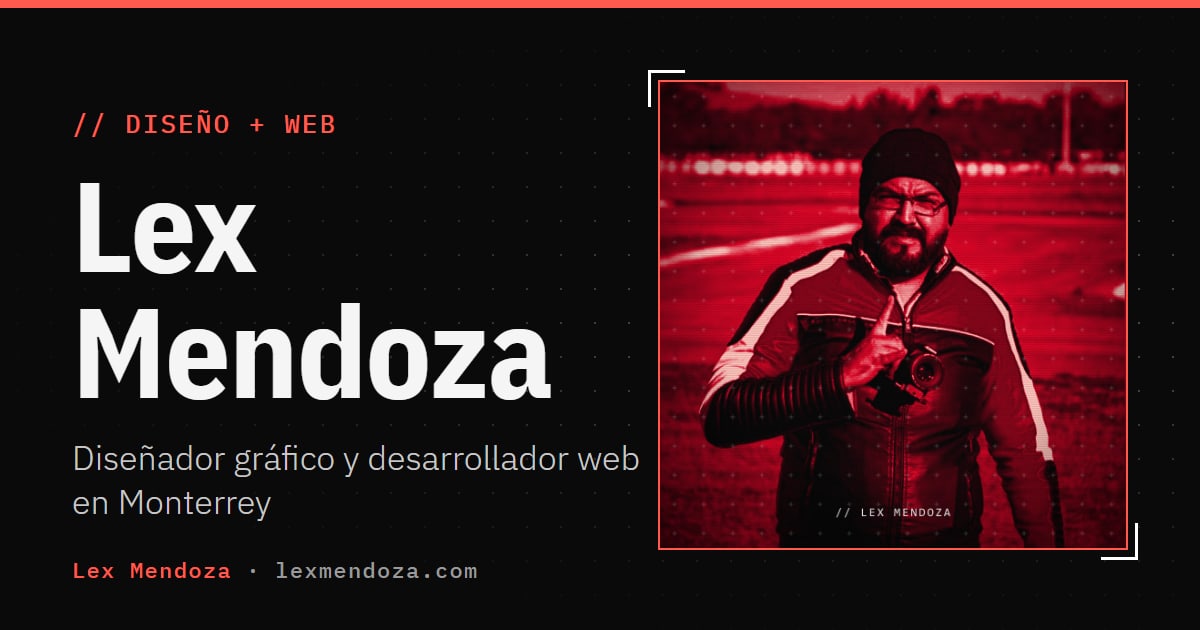 // DISEÑO + WEB
Lex
Mendoza
Diseñador gráfico y desarrollador web
en Monterrey
Lex Mendoza · lexmendoza.com
// LEX MENDOZA